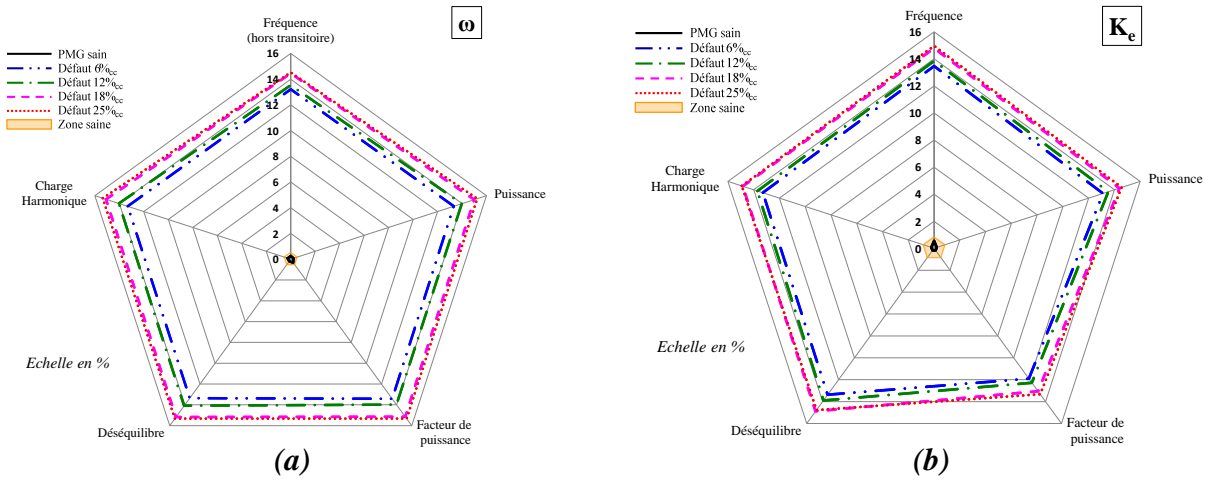 ω
Fréquence
(hors transitoire)
PMG sain
Défaut 6%cc
Défaut 12%cc
Défaut 18%cc
Défaut 25%cc
Zone saine
16
14
12
10
8
6
4
2
0
Charge
Harmonique
Puissance
Echelle en %
Déséquilibre
Facteur de
puissance
(a)
Ke
Fréquence
PMG sain
Défaut 6%cc
Défaut 12%cc
Défaut 18%cc
Défaut 25%cc
Zone saine
16
14
12
10
8
6
4
2
0
Charge
Harmonique
Puissance
Echelle en %
Déséquilibre
Facteur de
puissance
(b)